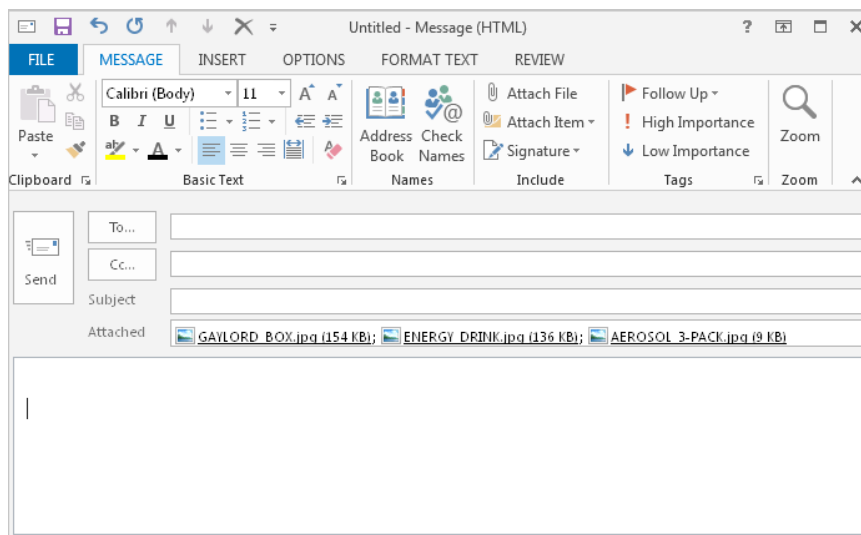 Untitled - Message (HTML) ?
FILE MESSAGE INSERT OPTIONS FORMAT TEXT REVIEW
Calibri (Body) 11 A A Attach File Follow Up
B I U Attach Item High Importance
Paste Address Check Zoom
ab A Book Names Signature Low Importance
Clipboard Basic Text Names Include Tags Zoom
To...
Cc...
Send
Subject
Attached GAYLORD_BOX.jpg (154 KB); ENERGY_DRINK.jpg (136 KB); AEROSOL_3-PACK.jpg (9 KB)